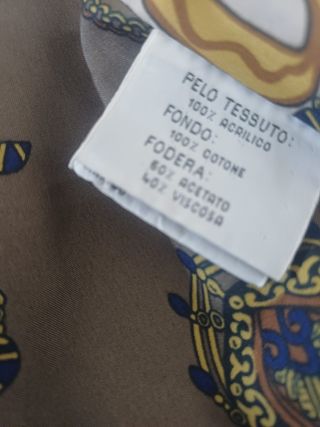 PELO TESSUTO:
100% ACRILICO
FONDO:
100% COTONE
FODERA:
60% ACETATO
40% VISCOSA